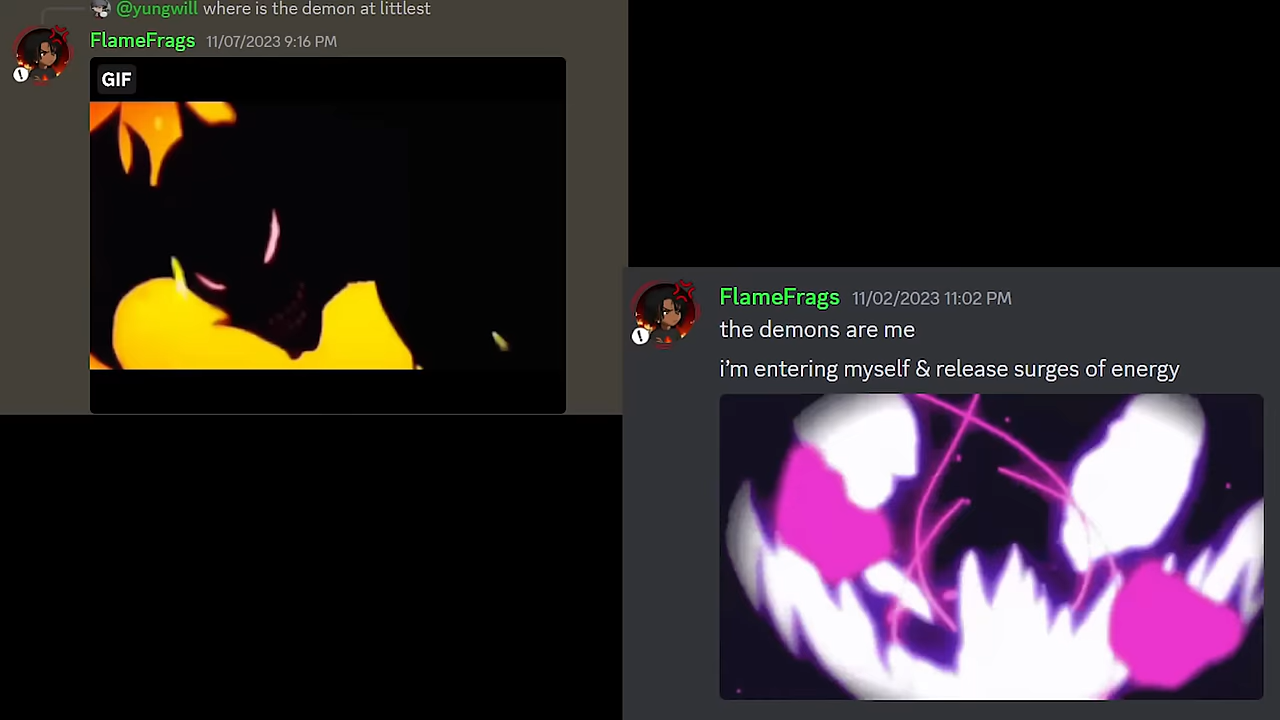 @yungwill where is the demon at littlest
FlameFrags 11/07/2023 9:16 PM
GIF
FlameFrags 11/02/2023 11:02 PM
the demons are me
i’m entering myself & release surges of energy